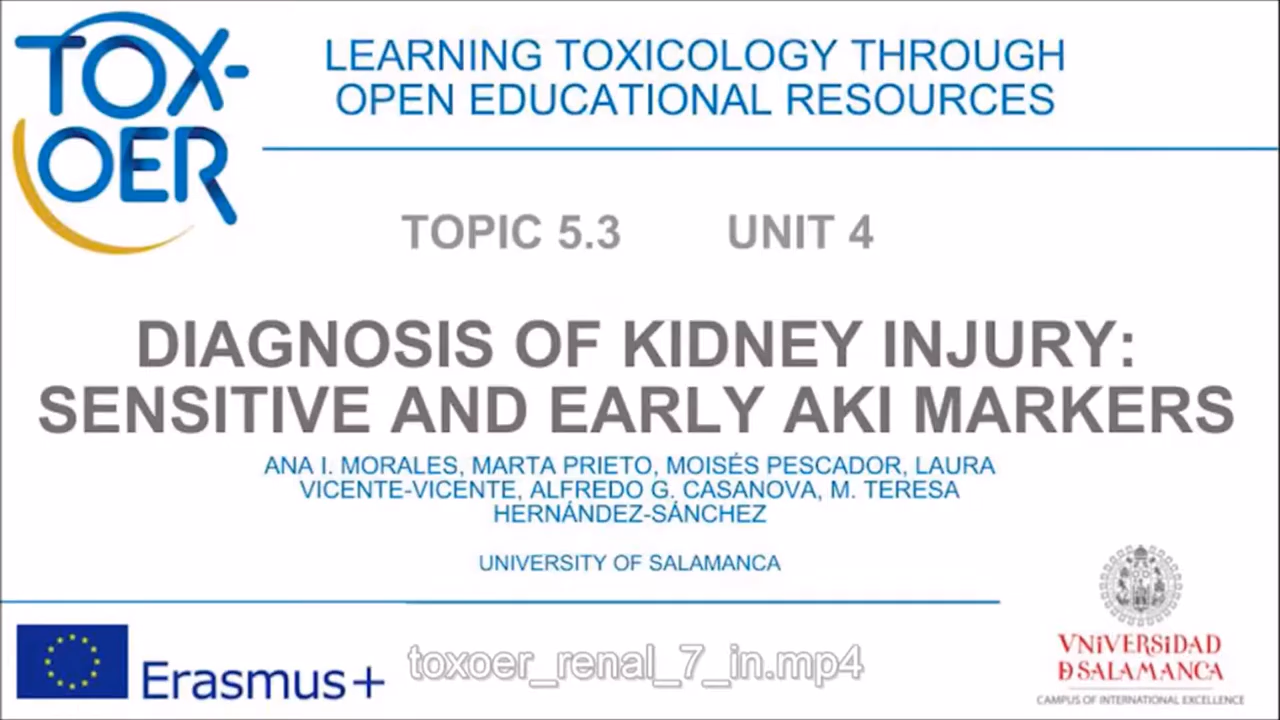 TOX-
OER
LEARNING TOXICOLOGY THROUGH
OPEN EDUCATIONAL RESOURCES
TOPIC 5.3 UNIT 4
DIAGNOSIS OF KIDNEY INJURY:
SENSITIVE AND EARLY AKI MARKERS
ANA I. MORALES, MARTA PRIETO, MOISÉS PESCADOR, LAURA
VICENTE-VICENTE, ALFREDO G. CASANOVA, M. TERESA
HERNÁNDEZ-SÁNCHEZ
UNIVERSITY OF SALAMANCA
Erasmus+
toxoer_renal_7_in.mp4
VNiVERSiDAD
D SALAMANCA
CAMPUS OF INTERNATIONAL EXCELLENCE